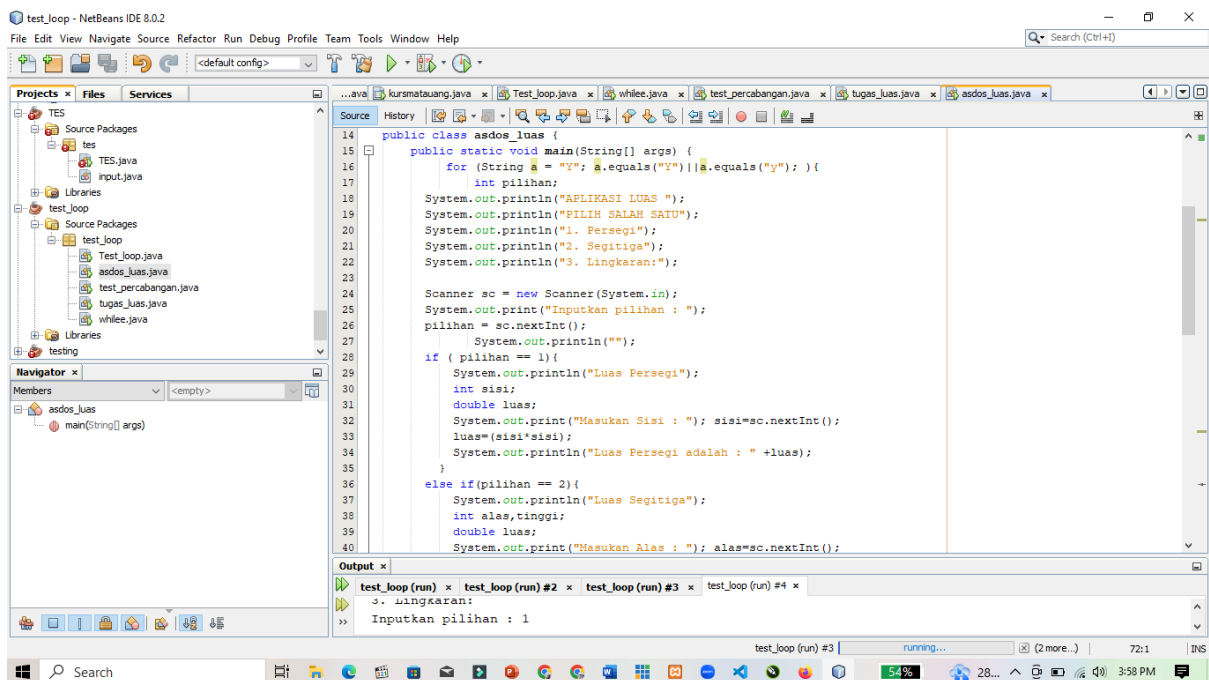 test_loop - NetBeans IDE 8.0.2
File Edit View Navigate Source Refactor Run Debug Profile Team Tools Window Help
Search (Ctrl+I)
<default config>
Projects Files Services
TES
Source Packages
tes
TES.java
input.java
Libraries
test_loop
Source Packages
test_loop
Test_loop.java
asdos_luas.java
test_percabangan.java
tugas_luas.java
whilee.java
Libraries
testing
Navigator
Members <empty>
asdos_luas
main(String[] args)
...ava kursmatauang.java Test_loop.java whilee.java test_percabangan.java tugas_luas.java asdos_luas.java
Source History
14 public class asdos_luas {
15 public static void main(String[] args) {
16 for (String a = "Y"; a.equals("Y")||a.equals("y"); ){
17 int pilihan;
18 System.out.println("APLIKASI LUAS ");
19 System.out.println("PILIH SALAH SATU");
20 System.out.println("1. Persegi");
21 System.out.println("2. Segitiga");
22 System.out.println("3. Lingkaran:");
23
24 Scanner sc = new Scanner(System.in);
25 System.out.print("Inputkan pilihan : ");
26 pilihan = sc.nextInt();
27 System.out.println("");
28 if ( pilihan == 1){
29 System.out.println("Luas Persegi");
30 int sisi;
31 double luas;
32 System.out.print("Masukan Sisi : "); sisi=sc.nextInt();
33 luas=(sisi*sisi);
34 System.out.println("Luas Persegi adalah : " +luas);
35 }
36 else if(pilihan == 2){
37 System.out.println("Luas Segitiga");
38 int alas,tinggi;
39 double luas;
40 System.out.print("Masukan Alas : "); alas=sc.nextInt();
Output
test_loop (run) test_loop (run) #2 test_loop (run) #3 test_loop (run) #4
3. Lingkaran:
Inputkan pilihan : 1
test_loop (run) #3 running... (2 more...) 72:1 INS
Search 54% 28... 3:58 PM